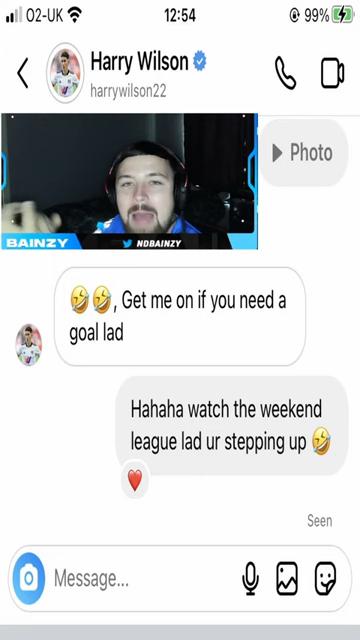 O2-UK 12:54 99%
Harry Wilson
harrywilson22
Photo
BAINZY NDBAINZY
🤣🤣, Get me on if you need a
goal lad
Hahaha watch the weekend
league lad ur stepping up 🤣
❤️
Seen
Message...